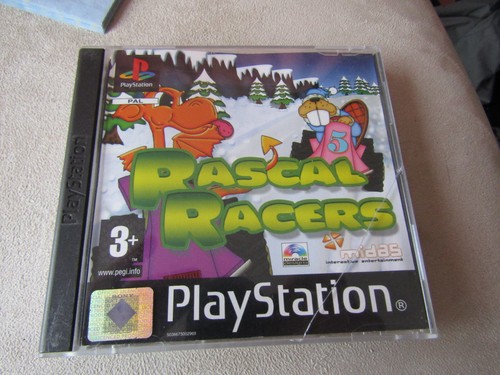 PlayStation
PlayStation
PAL
5
RASCAL
RACERS
3+
www.pegi.info
midas
interactive entertainment
PlayStation®